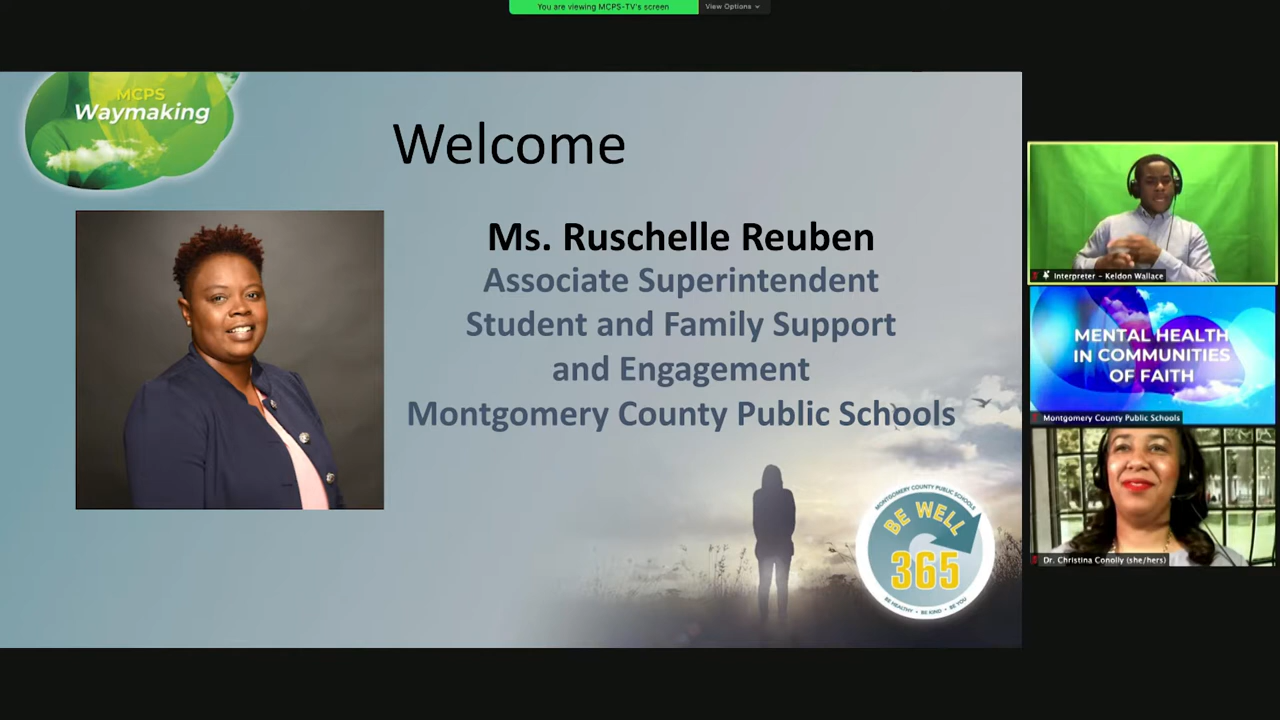 You are viewing MCPS-TV's screen
View Options
MCPS
Waymaking
Welcome
Ms. Ruschelle Reuben
Associate Superintendent
Student and Family Support
and Engagement
Montgomery County Public Schools
MONTGOMERY COUNTY PUBLIC SCHOOLS
BE WELL
365
BE HEALTHY • BE KIND • BE YOU
Interpreter - Keldon Wallace
MENTAL HEALTH
IN COMMUNITIES
OF FAITH
Montgomery County Public Schools
Dr. Christina Conolly (she/hers)